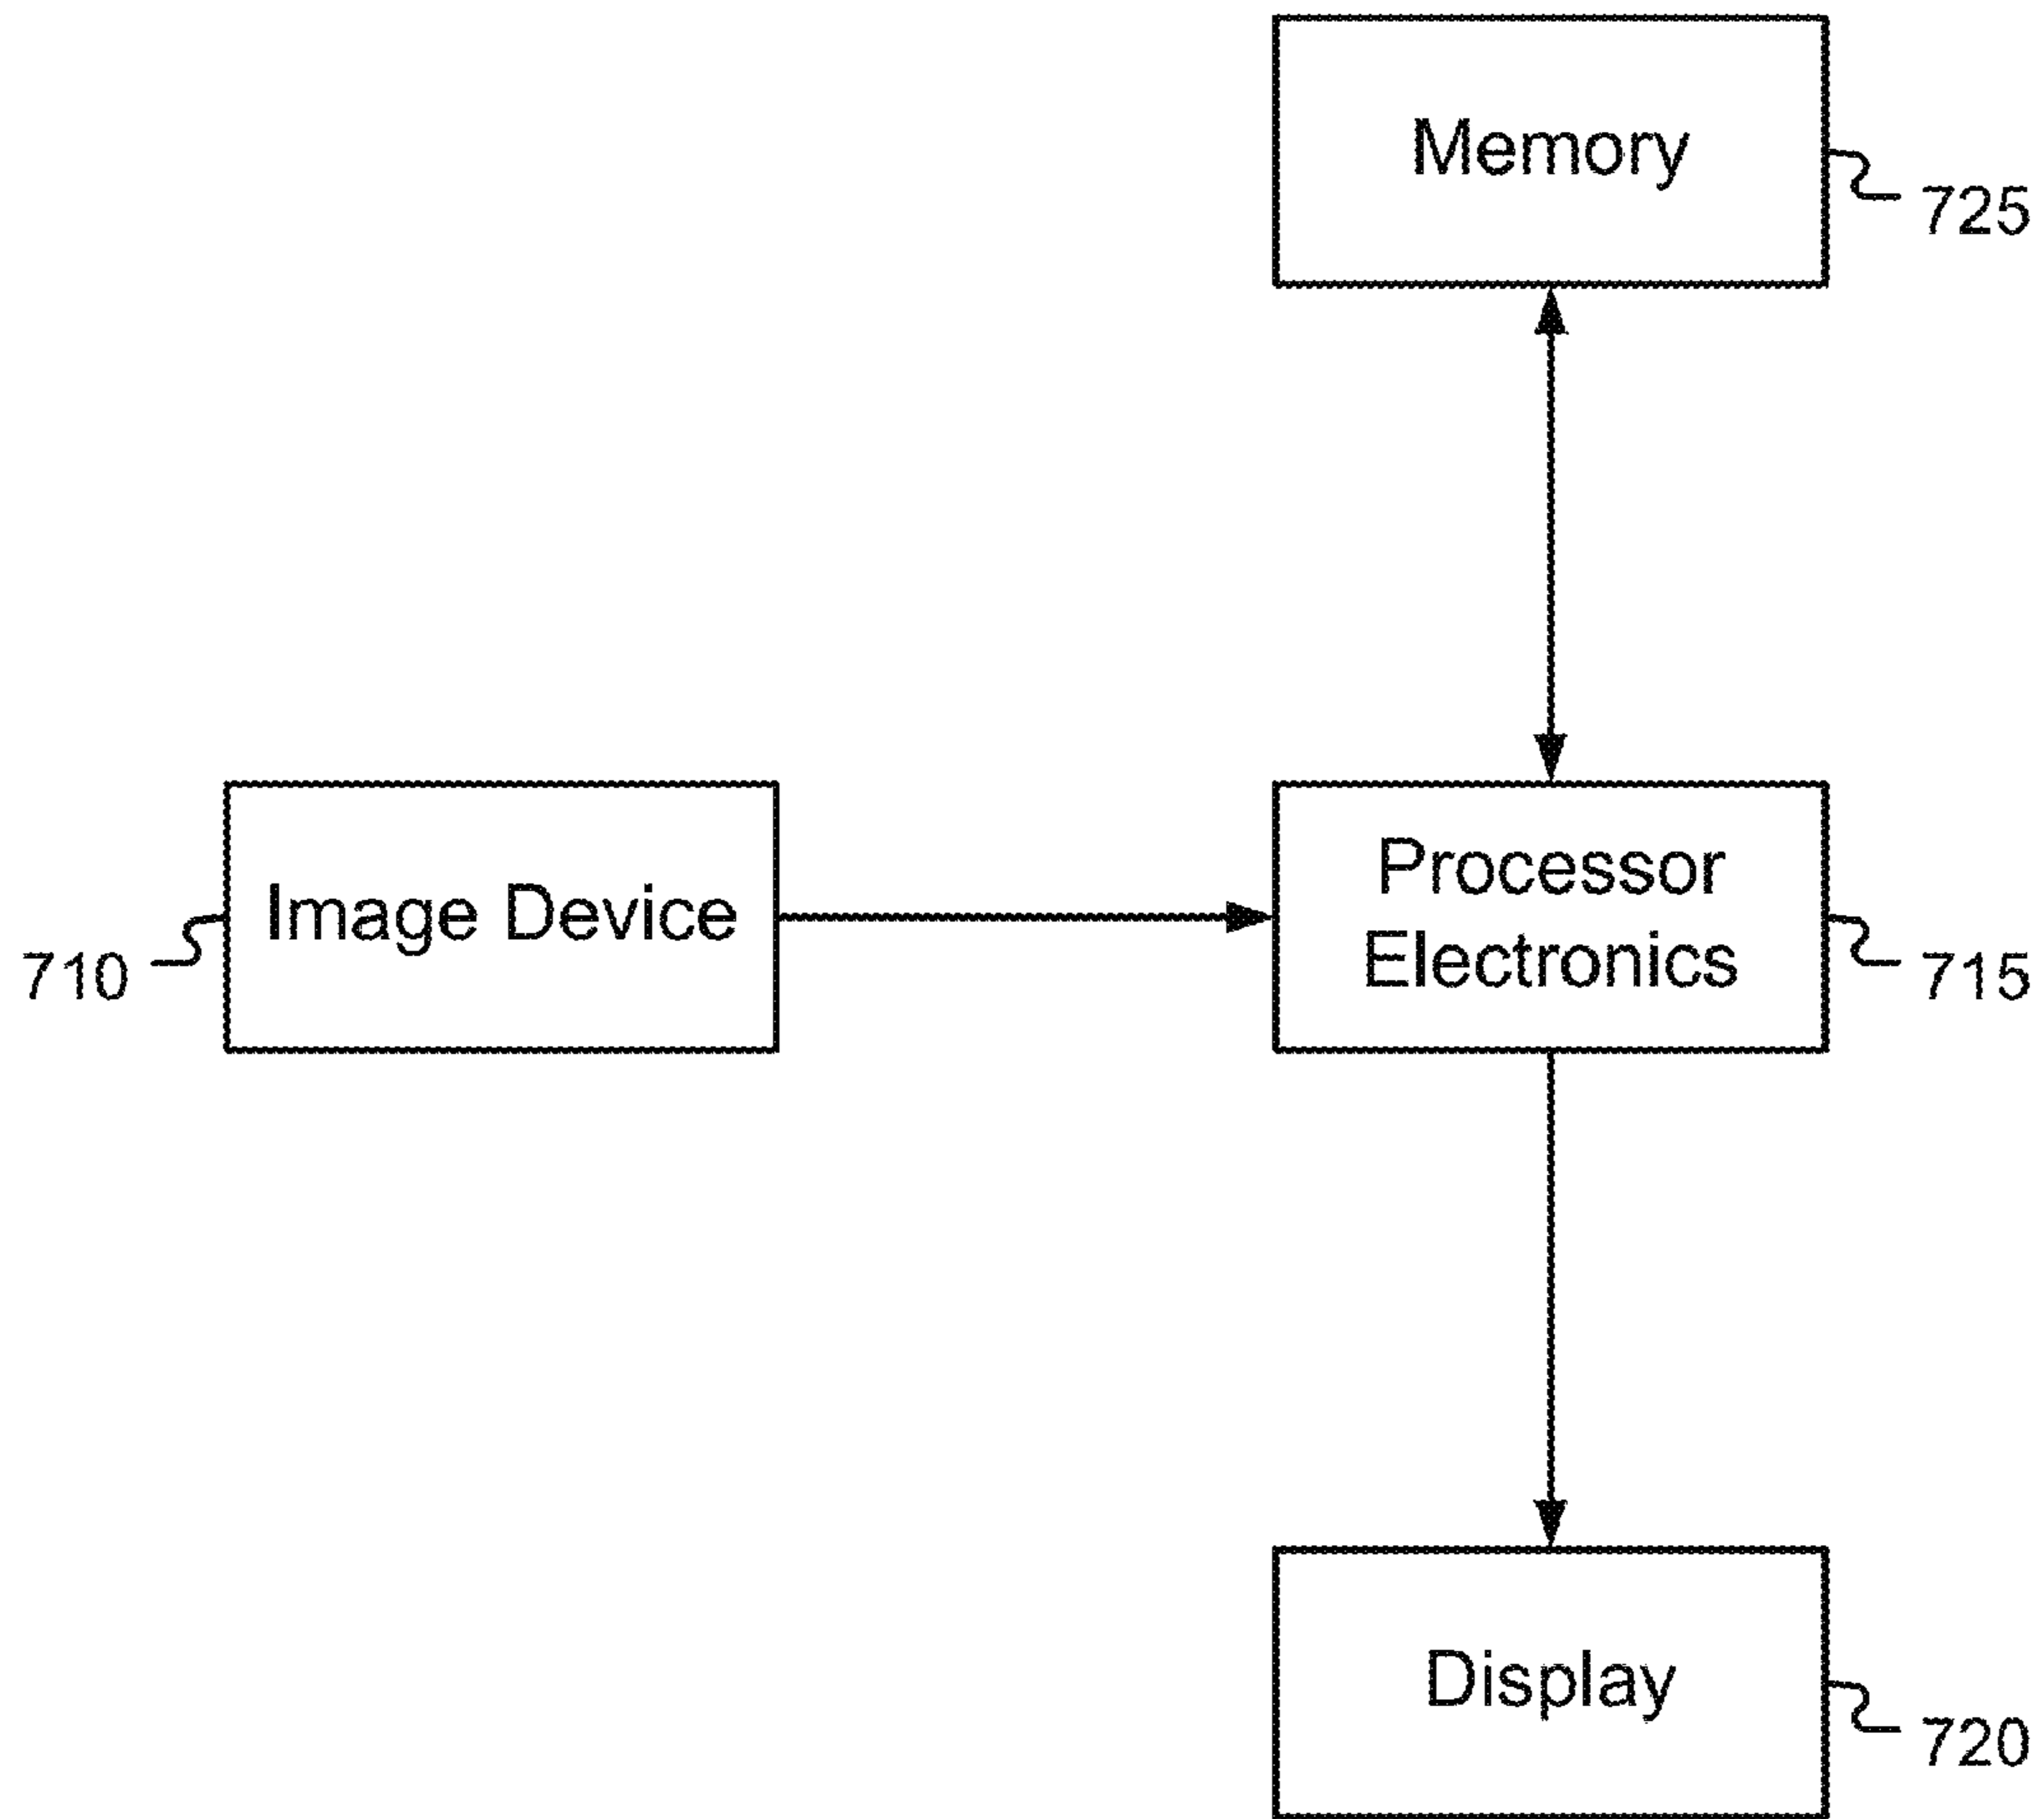 Memory
725
Image Device
710
Processor
Electronics
715
Display
720